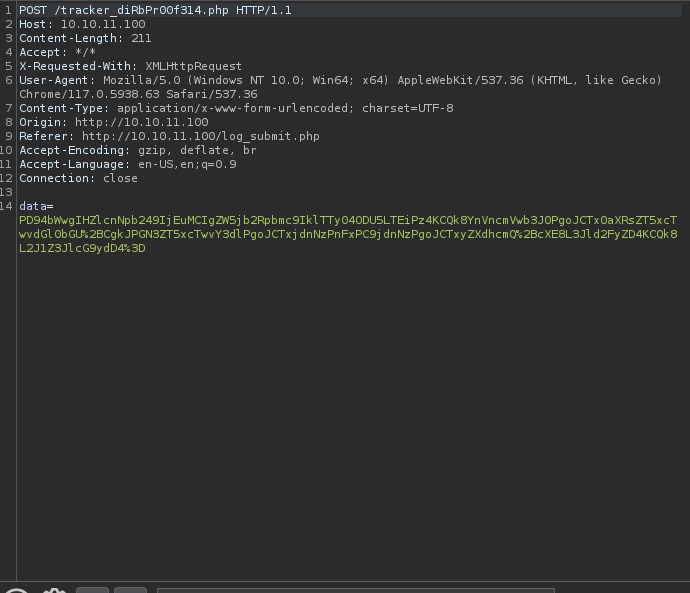 1 POST /tracker_diRbPr00f314.php HTTP/1.1
2 Host: 10.10.11.100
3 Content-Length: 211
4 Accept: */*
5 X-Requested-With: XMLHttpRequest
6 User-Agent: Mozilla/5.0 (Windows NT 10.0; Win64; x64) AppleWebKit/537.36 (KHTML, like Gecko)
Chrome/117.0.5938.63 Safari/537.36
7 Content-Type: application/x-www-form-urlencoded; charset=UTF-8
8 Origin: http://10.10.11.100
9 Referer: http://10.10.11.100/log_submit.php
10 Accept-Encoding: gzip, deflate, br
11 Accept-Language: en-US,en;q=0.9
12 Connection: close
13
14 data=
PD94bWwgIHZlcnNpb249IjEuMCIgZW5jb2Rpbmc9IklTTy04ODU5LTEiPz4KCQk8YnVncmVwb3J0PgoJCTx0aXRsZT5xcT
wvdGl0bGU%2BCgkJPGN3ZT5xcTwvY3dlPgoJCTxjdnNzPnFxPC9jdnNzPgoJCTxyZXdhcmQ%2BcXE8L3Jld2FyZD4KCQk8
L2J1Z3JlcG9ydD4%3D